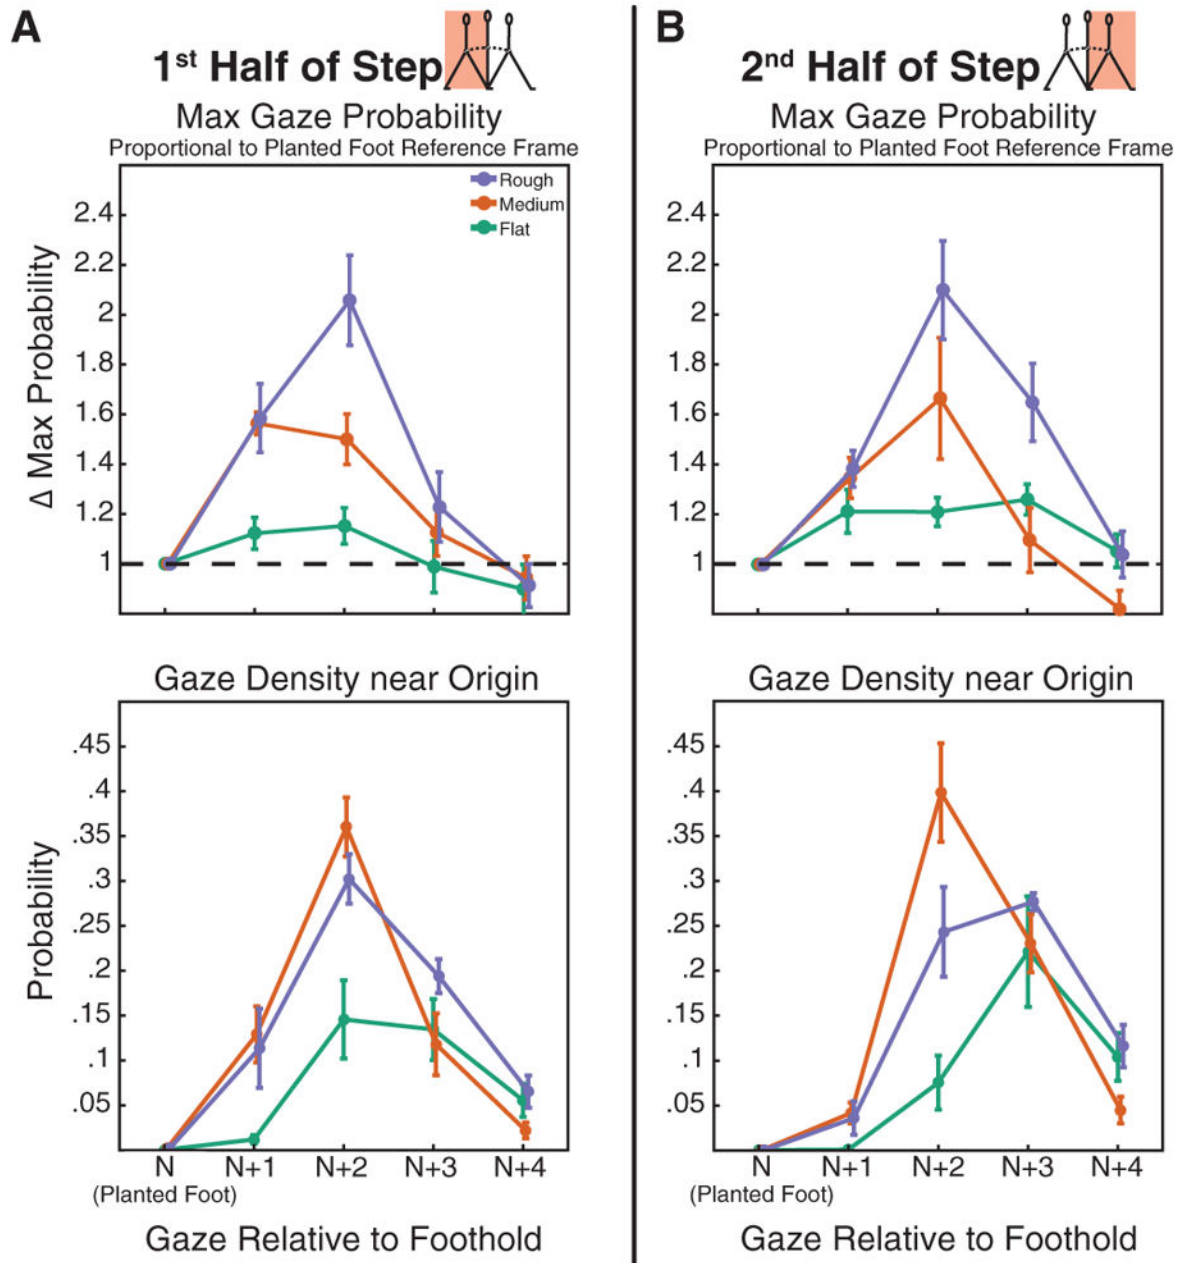 A
1st Half of Step
Max Gaze Probability
Proportional to Planted Foot Reference Frame
Rough
Medium
Flat
2.4
2.2
2
1.8
1.6
1.4
1.2
1
Δ Max Probability
Gaze Density near Origin
.45
.4
.35
.3
.25
.2
.15
.1
.05
Probability
N N+1 N+2 N+3 N+4
(Planted Foot)
Gaze Relative to Foothold
B
2nd Half of Step
Max Gaze Probability
Proportional to Planted Foot Reference Frame
2.4
2.2
2
1.8
1.6
1.4
1.2
1
Gaze Density near Origin
.45
.4
.35
.3
.25
.2
.15
.1
.05
N N+1 N+2 N+3 N+4
(Planted Foot)
Gaze Relative to Foothold